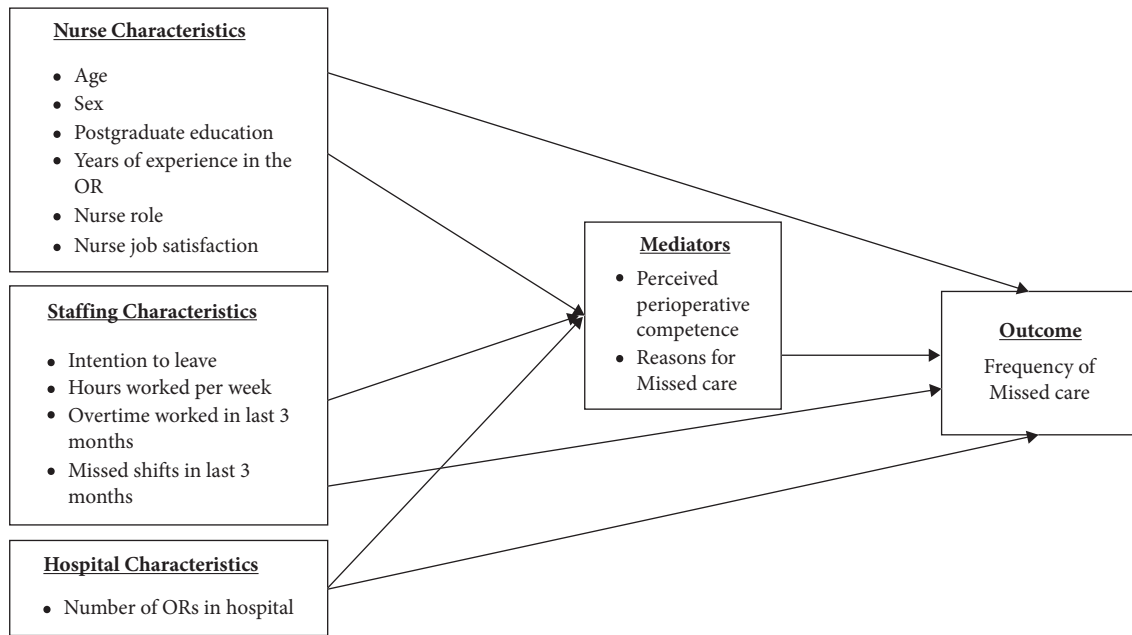 Nurse Characteristics
• Age
• Sex
• Postgraduate education
• Years of experience in the
OR
• Nurse role
• Nurse job satisfaction
Staffing Characteristics
• Intention to leave
• Hours worked per week
• Overtime worked in last 3
months
• Missed shifts in last 3
months
Hospital Characteristics
• Number of ORs in hospital
Mediators
• Perceived
perioperative
competence
• Reasons for
Missed care
Outcome
Frequency of
Missed care